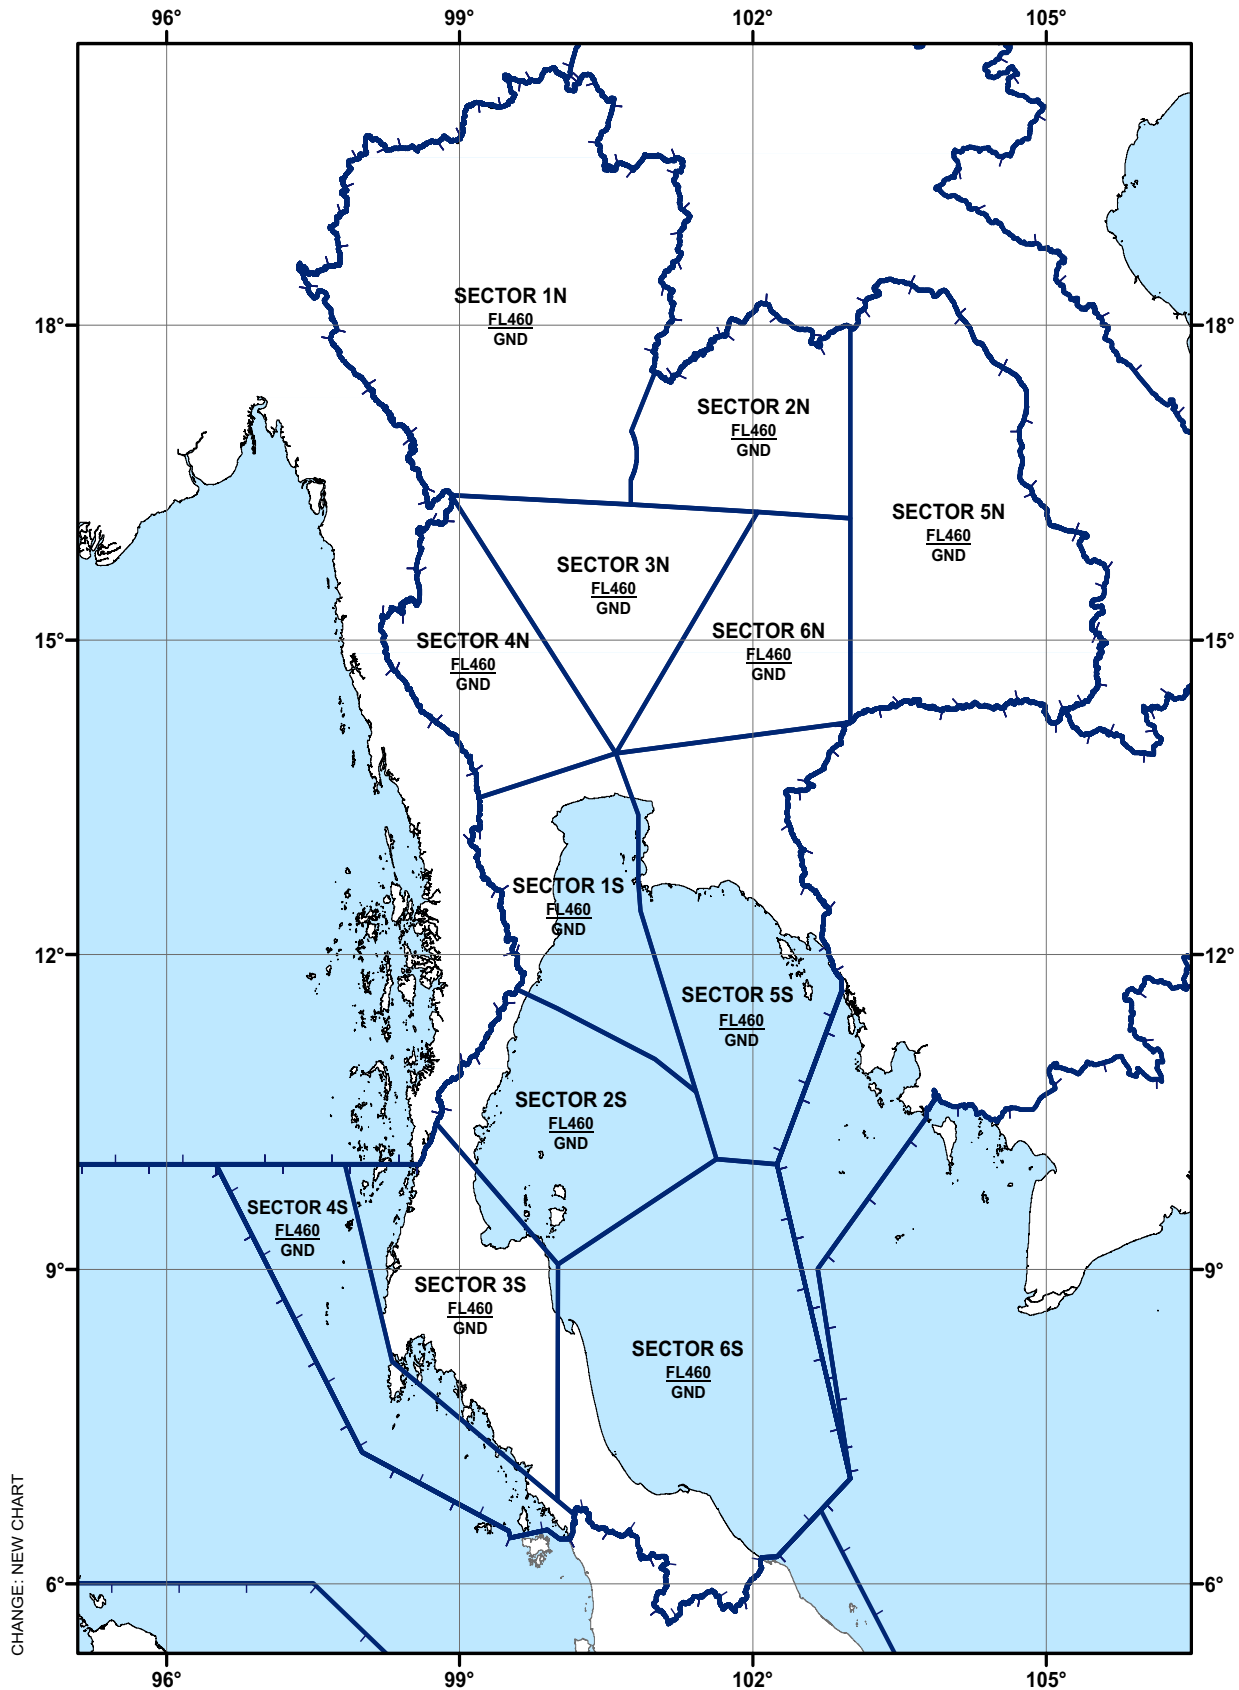 96°
99°
102°
105°
SECTOR 1N
FL460
GND
18°
18°
SECTOR 2N
FL460
GND
SECTOR 5N
FL460
GND
SECTOR 3N
FL460
GND
15°
15°
SECTOR 4N
FL460
GND
SECTOR 6N
FL460
GND
SECTOR 1S
FL460
GND
12°
12°
SECTOR 5S
FL460
GND
SECTOR 2S
FL460
GND
SECTOR 4S
FL460
GND
9°
9°
SECTOR 3S
FL460
GND
SECTOR 6S
FL460
GND
CHANGE: NEW CHART
6°
6°
96°
99°
102°
105°